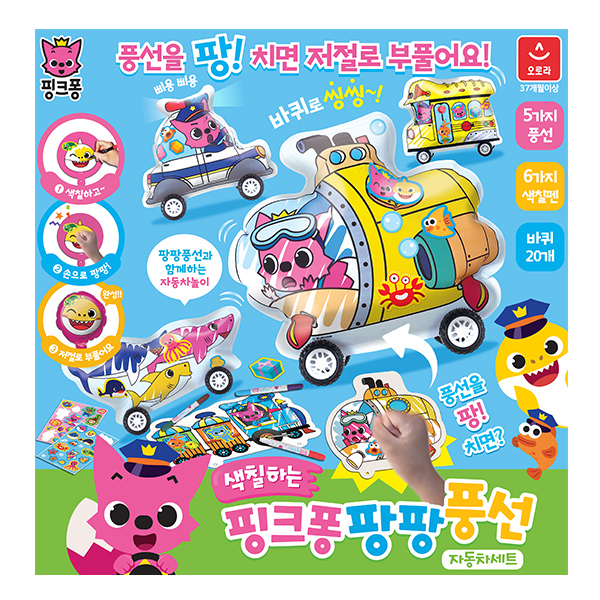 핑크퐁
풍선을 팡! 치면 저절로 부풀어요!
오로라
37개월이상
삐용 삐용
바퀴로 씽씽~!
5가지
풍선
6가지
색칠펜
바퀴
20개
1 색칠하고~
2 손으로 팡팡!
완성!!
3 저절로 부풀어요
팡팡풍선과
함께하는
자동차놀이
풍선을
팡!
치면?
색칠하는
핑크퐁 팡팡 풍선
자동차세트